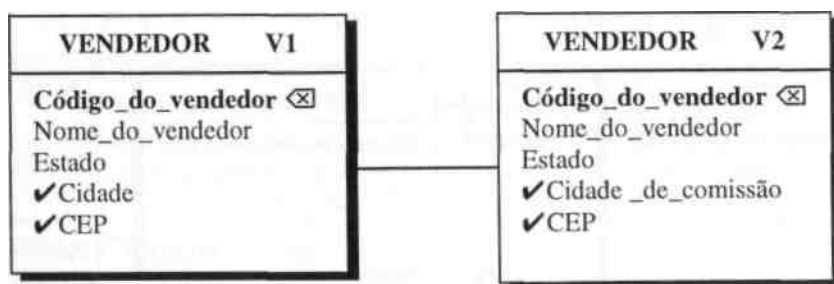 VENDEDOR V1
Código_do_vendedor ⌫
Nome_do_vendedor
Estado
✔Cidade
✔CEP
VENDEDOR V2
Código_do_vendedor ⌫
Nome_do_vendedor
Estado
✔Cidade _de_comissão
✔CEP